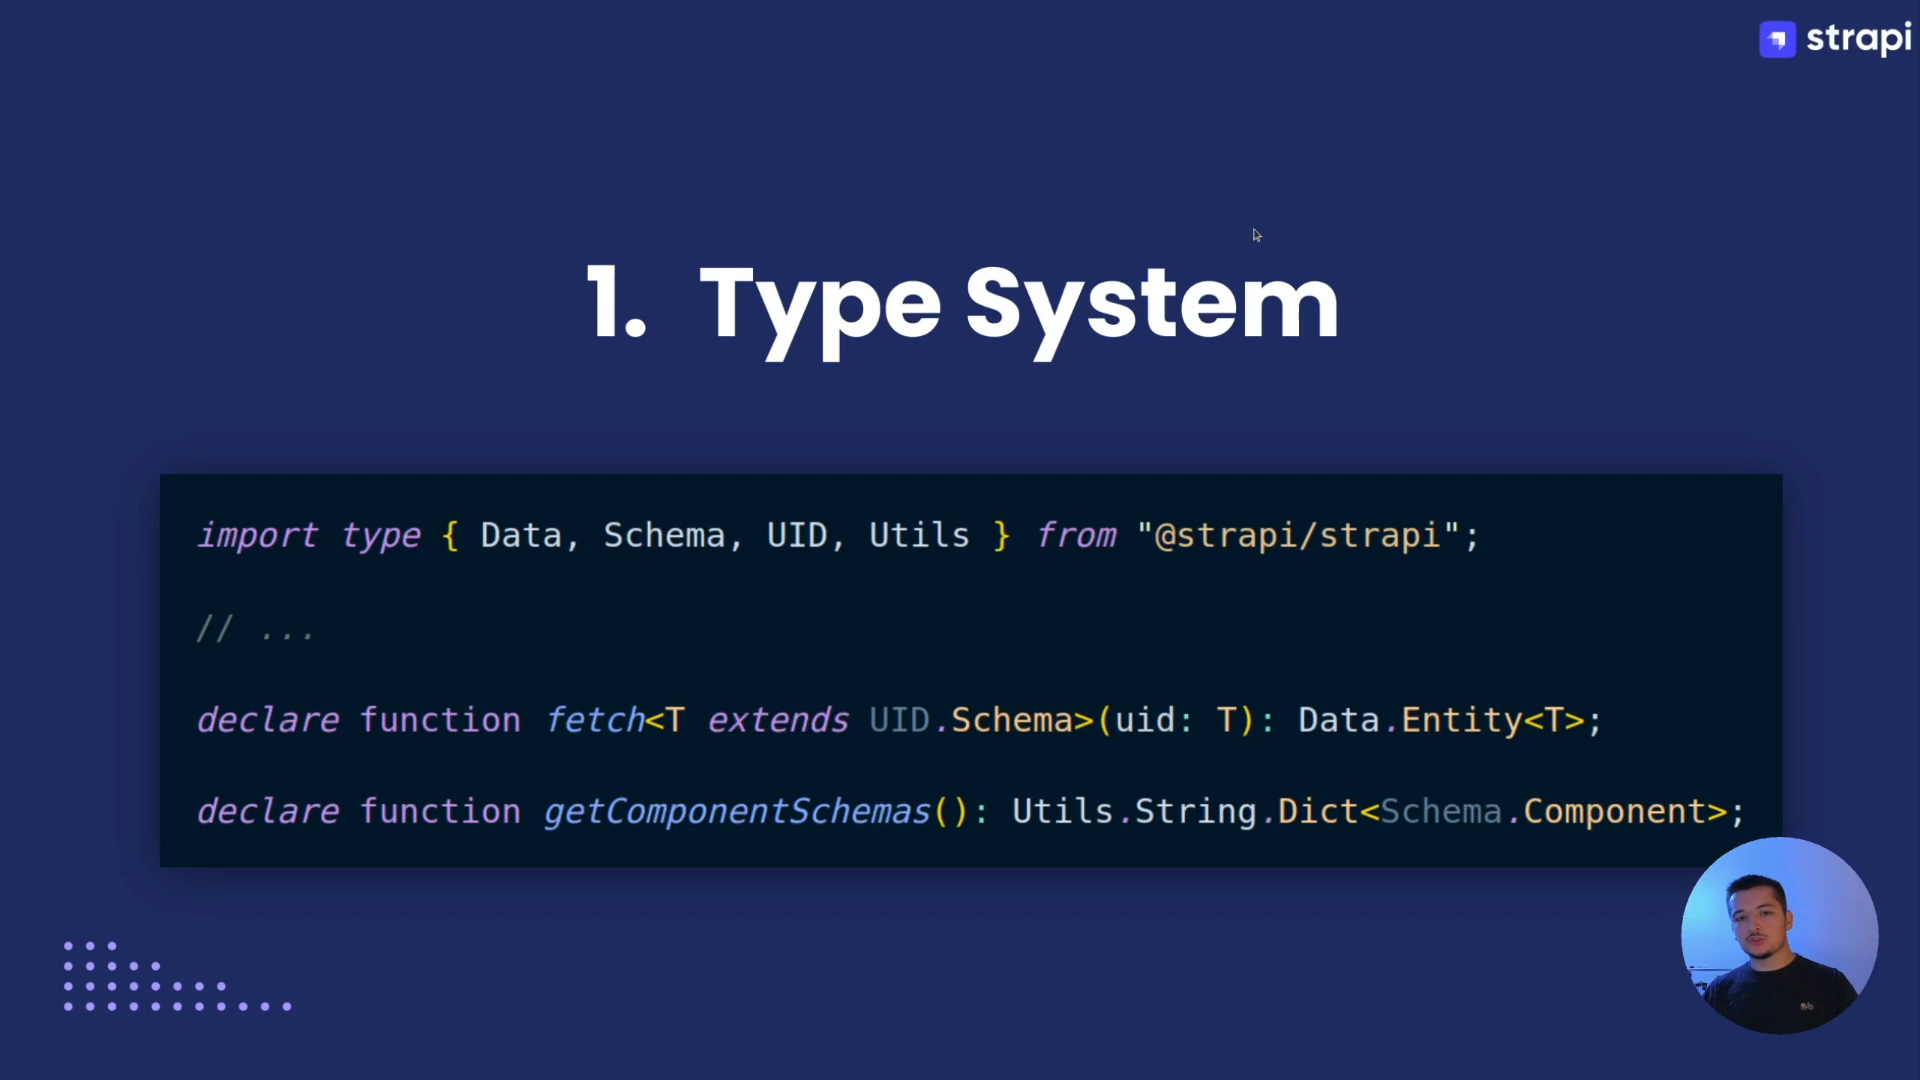 strapi
1. Type System
import type { Data, Schema, UID, Utils } from "@strapi/strapi";
// ...
declare function fetch<T extends UID.Schema>(uid: T): Data.Entity<T>;
declare function getComponentSchemas(): Utils.String.Dict<Schema.Component>;